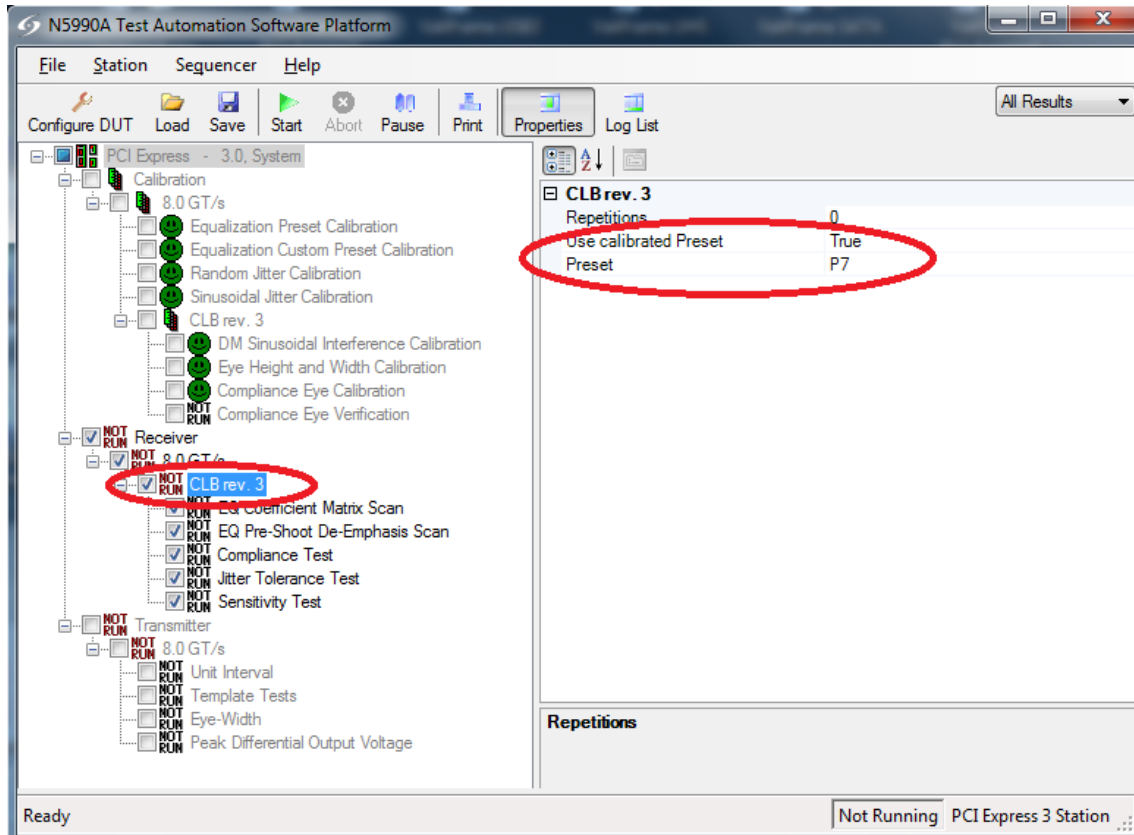 N5990A Test Automation Software Platform
File Station Sequencer Help
Configure DUT Load Save Start Abort Pause Print Properties Log List All Results
PCI Express - 3.0, System
Calibration
8.0 GT/s
Equalization Preset Calibration
Equalization Custom Preset Calibration
Random Jitter Calibration
Sinusoidal Jitter Calibration
CLB rev. 3
DM Sinusoidal Interference Calibration
Eye Height and Width Calibration
Compliance Eye Calibration
NOT RUN Compliance Eye Verification
NOT RUN Receiver
NOT RUN 8.0 GT/s
NOT RUN CLB rev. 3
NOT RUN EQ Coefficient Matrix Scan
NOT RUN EQ Pre-Shoot De-Emphasis Scan
NOT RUN Compliance Test
NOT RUN Jitter Tolerance Test
NOT RUN Sensitivity Test
NOT RUN Transmitter
NOT RUN 8.0 GT/s
NOT RUN Unit Interval
NOT RUN Template Tests
NOT RUN Eye-Width
NOT RUN Peak Differential Output Voltage
CLB rev. 3
Repetitions 0
Use calibrated Preset True
Preset P7
Repetitions
Ready Not Running PCI Express 3 Station